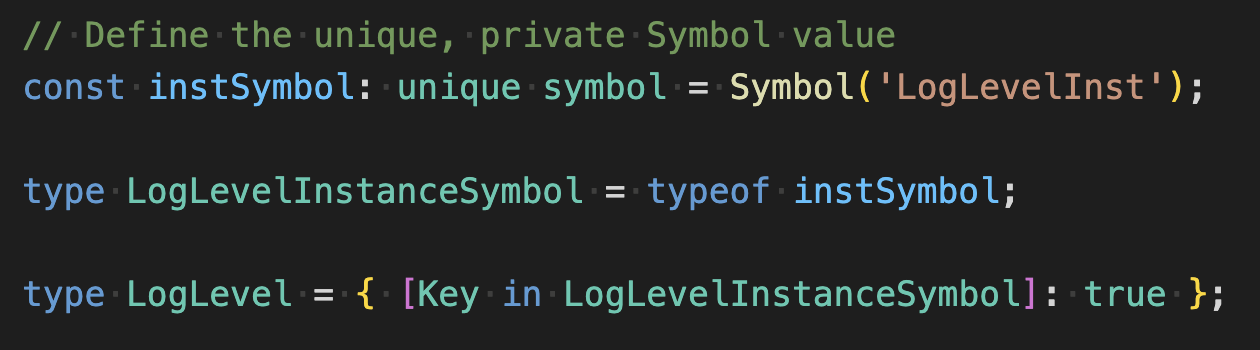 // Define the unique, private Symbol value
const instSymbol: unique symbol = Symbol('LogLevelInst');
type LogLevelInstanceSymbol = typeof instSymbol;
type LogLevel = { [Key in LogLevelInstanceSymbol]: true };